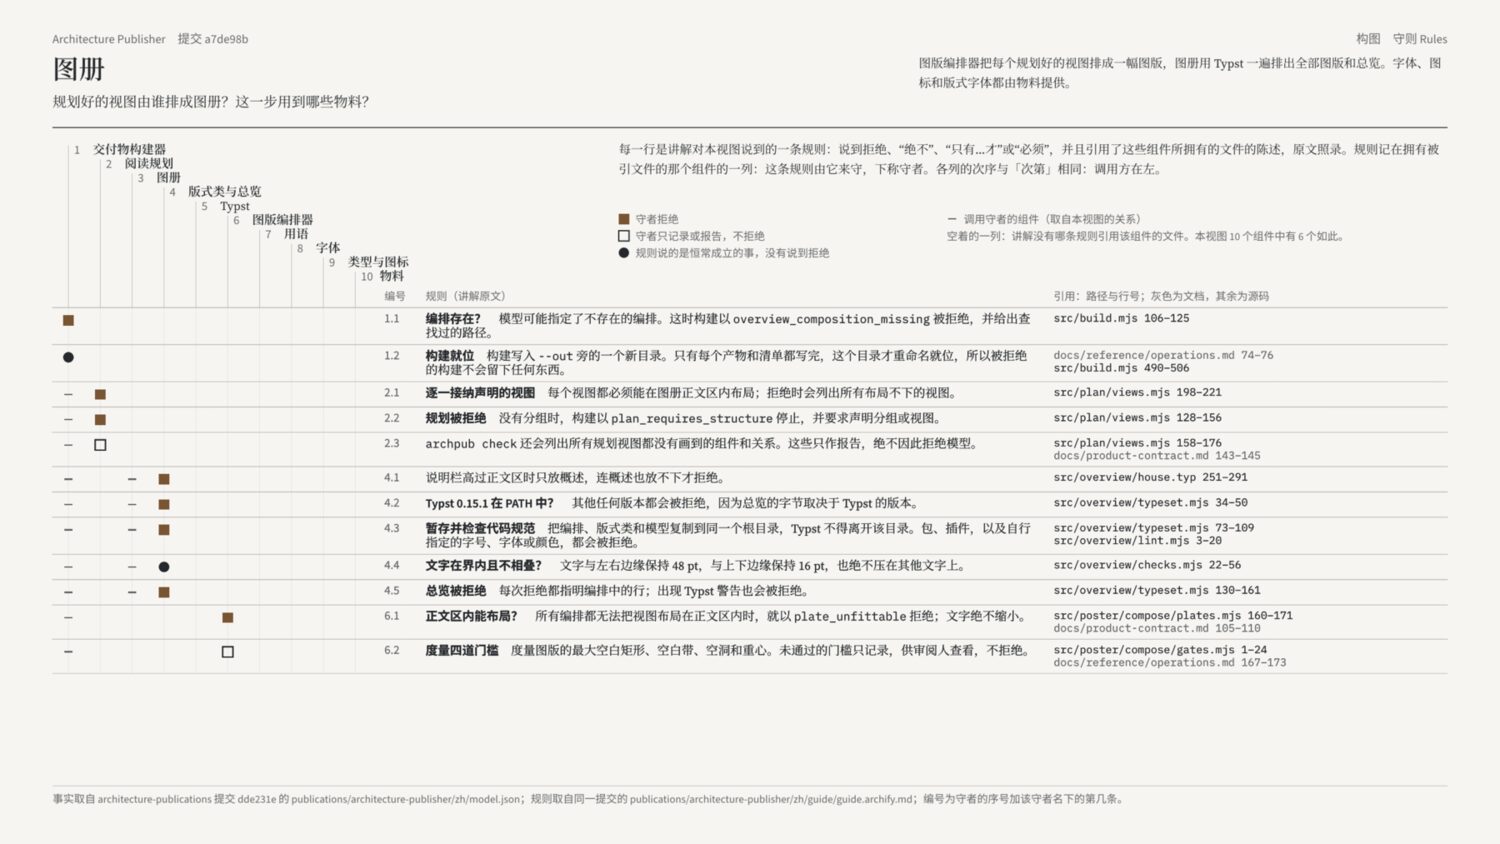 Architecture Publisher 提交 a7de98b
构图 守则 Rules
图册
规划好的视图由谁排成图册？这一步用到哪些物料？
图版编排器把每个规划好的视图排成一幅图版，图册用 Typst 一遍排出全部图版和总览。字体、图
标和版式字体都由物料提供。
1 交付物构建器
2 阅读规划
3 图册
4 版式类与总览
5 Typst
6 图版编排器
7 用语
8 字体
9 类型与图标
10 物料
每一行是讲解对本视图说到的一条规则：说到拒绝、“绝不”、“只有…才”或“必须”，并且引用了这些组件所拥有的文件的陈述，原文照录。规则记在拥有被
引文件的那个组件的一列：这条规则由它来守，下称守者。各列的次序与「次第」相同：调用方在左。
守者拒绝
守者只记录或报告，不拒绝
规则说的是恒常成立的事，没有说到拒绝
— 调用守者的组件（取自本视图的关系）
空着的一列：讲解没有哪条规则引用该组件的文件。本视图 10 个组件中有 6 个如此。
编号 规则（讲解原文） 引用：路径与行号；灰色为文档，其余为源码
1.1 编排存在？ 模型可能指定了不存在的编排。这时构建以 overview_composition_missing 被拒绝，并给出查 src/build.mjs 106–125
找过的路径。
1.2 构建就位 构建写入 --out 旁的一个新目录。只有每个产物和清单都写完，这个目录才重命名就位，所以被拒绝 docs/reference/operations.md 74–76
的构建不会留下任何东西。 src/build.mjs 490–506
— 2.1 逐一接纳声明的视图 每个视图都必须能在图册正文区内布局；拒绝时会列出所有布局不下的视图。 src/plan/views.mjs 198–221
— 2.2 规划被拒绝 没有分组时，构建以 plan_requires_structure 停止，并要求声明分组或视图。 src/plan/views.mjs 128–156
— 2.3 archpub check 还会列出所有规划视图都没有画到的组件和关系。这些只作报告，绝不因此拒绝模型。 src/plan/views.mjs 158–176
docs/product-contract.md 143–145
— — 4.1 说明栏高过正文区时只放概述，连概述也放不下才拒绝。 src/overview/house.typ 251–291
— — 4.2 Typst 0.15.1 在 PATH 中？ 其他任何版本都会被拒绝，因为总览的字节取决于 Typst 的版本。 src/overview/typeset.mjs 34–50
— — 4.3 暂存并检查代码规范 把编排、版式类和模型复制到同一个根目录，Typst 不得离开该目录。包、插件，以及自行 src/overview/typeset.mjs 73–109
指定的字号、字体或颜色，都会被拒绝。 src/overview/lint.mjs 3–20
— — 4.4 文字在界内且不相叠？ 文字与左右边缘保持 48 pt，与上下边缘保持 16 pt，也绝不压在其他文字上。 src/overview/checks.mjs 22–56
— — 4.5 总览被拒绝 每次拒绝都指明编排中的行；出现 Typst 警告也会被拒绝。 src/overview/typeset.mjs 130–161
— 6.1 正文区内能布局？ 所有编排都无法把视图布局在正文区内时，就以 plate_unfittable 拒绝；文字绝不缩小。 src/poster/compose/plates.mjs 160–171
docs/product-contract.md 105–110
— 6.2 度量四道门槛 度量图版的最大空白矩形、空白带、空洞和重心。未通过的门槛只记录，供审阅人查看，不拒绝。 src/poster/compose/gates.mjs 1–24
docs/reference/operations.md 167–173
事实取自 architecture-publications 提交 dde231e 的 publications/architecture-publisher/zh/model.json；规则取自同一提交的 publications/architecture-publisher/zh/guide/guide.archify.md；编号为守者的序号加该守者名下的第几条。